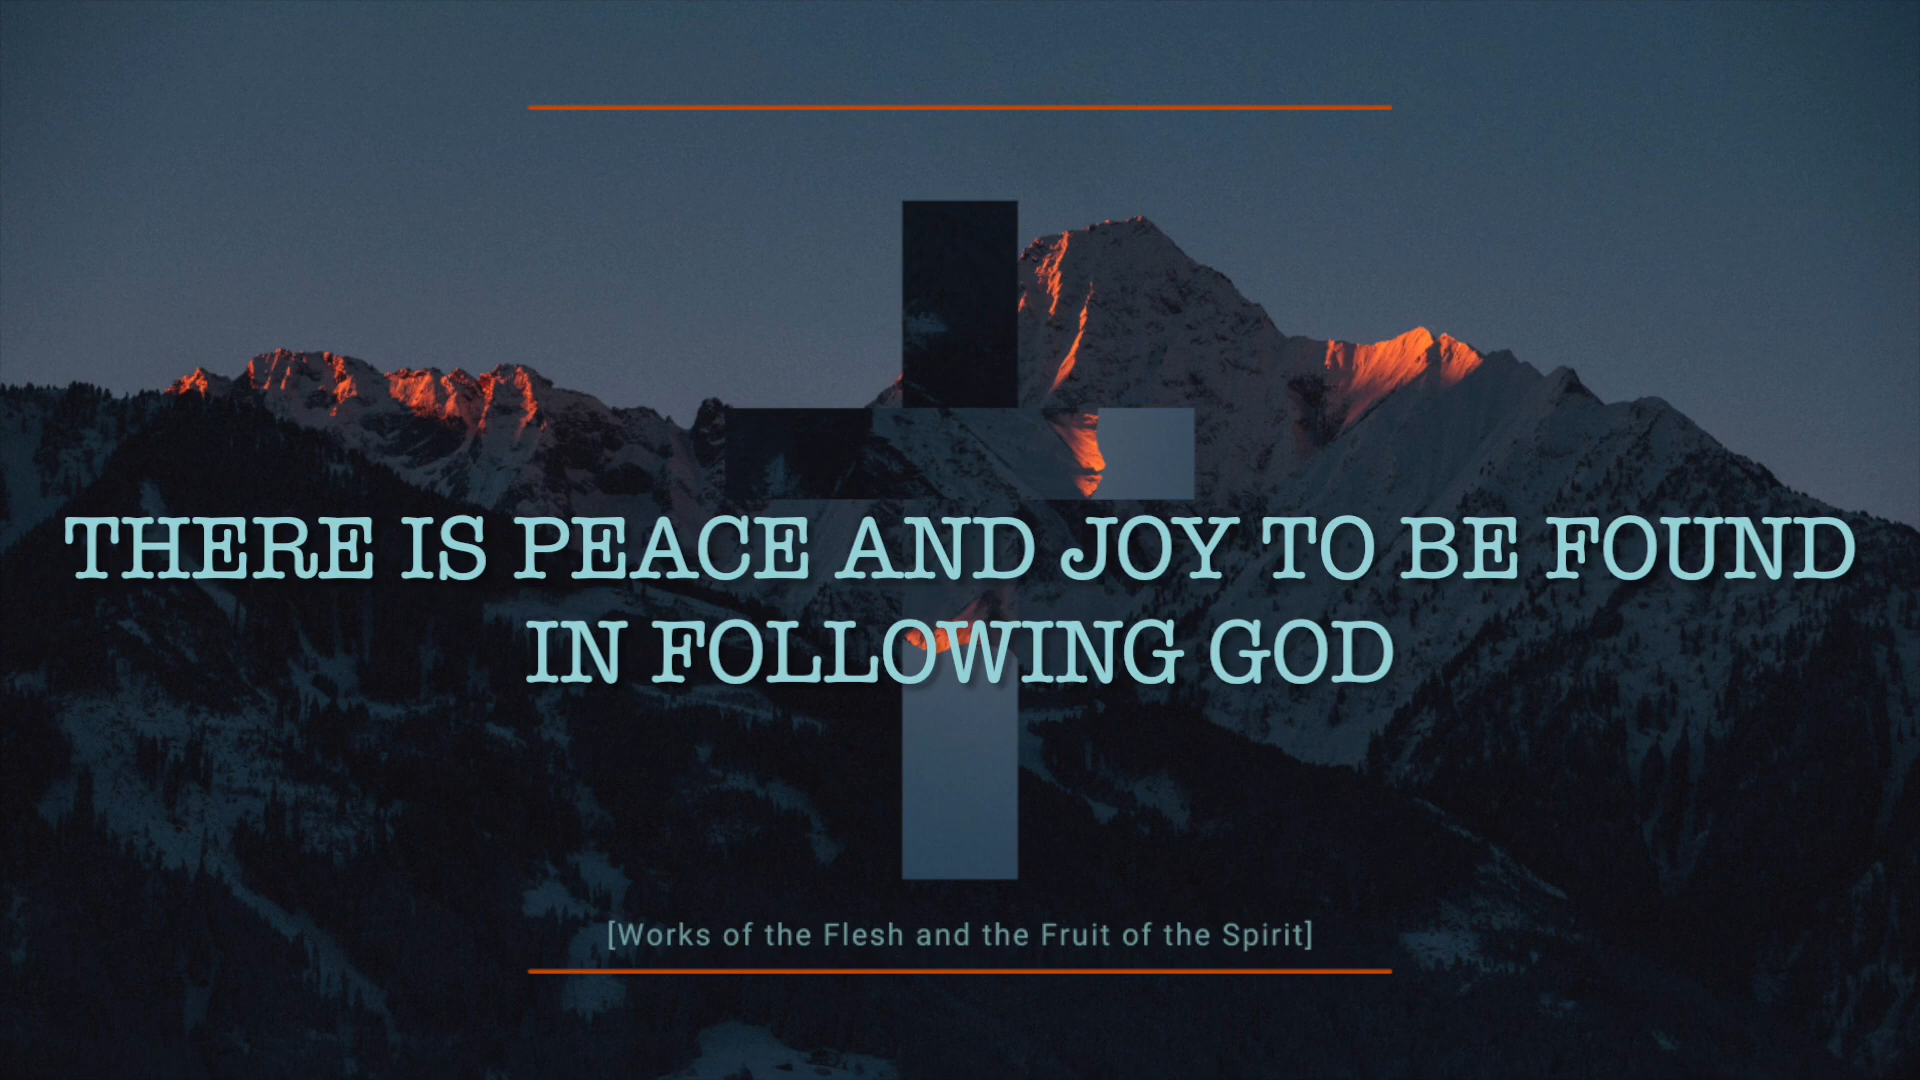 THERE IS PEACE AND JOY TO BE FOUND
IN FOLLOWING GOD
[Works of the Flesh and the Fruit of the Spirit]